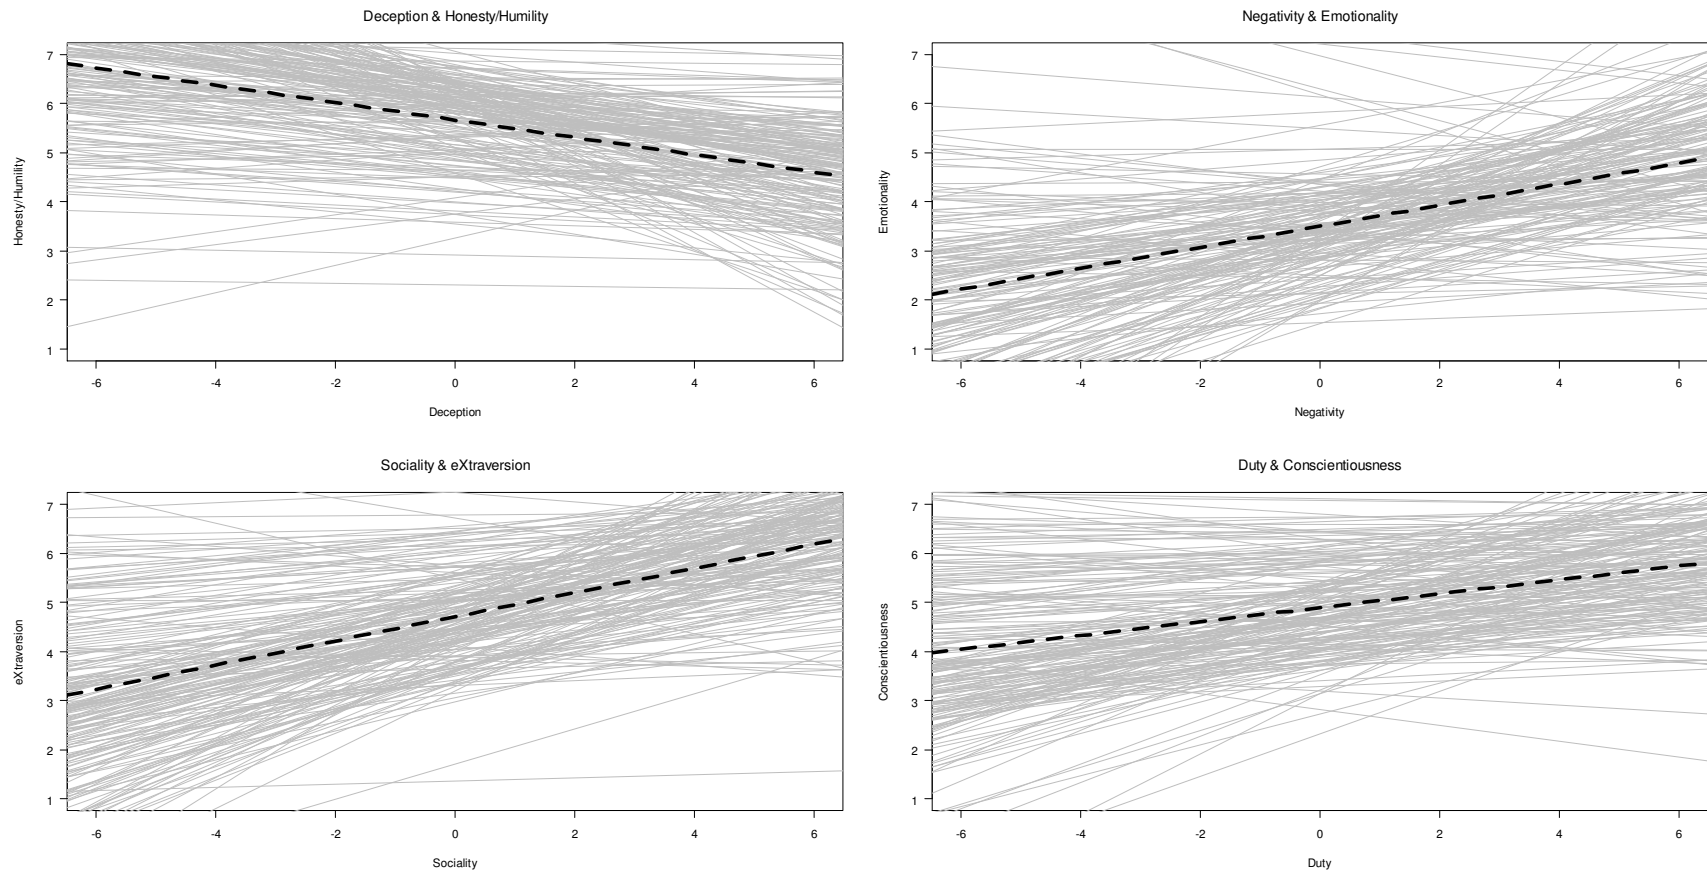 Deception & Honesty/Humility
Honesty/Humility
7
6
5
4
3
2
1
-6 -4 -2 0 2 4 6
Deception
Negativity & Emotionality
Emotionality
7
6
5
4
3
2
1
-6 -4 -2 0 2 4 6
Negativity
Sociality & eXtraversion
eXtraversion
7
6
5
4
3
2
1
-6 -4 -2 0 2 4 6
Sociality
Duty & Conscientiousness
Conscientiousness
7
6
5
4
3
2
1
-6 -4 -2 0 2 4 6
Duty